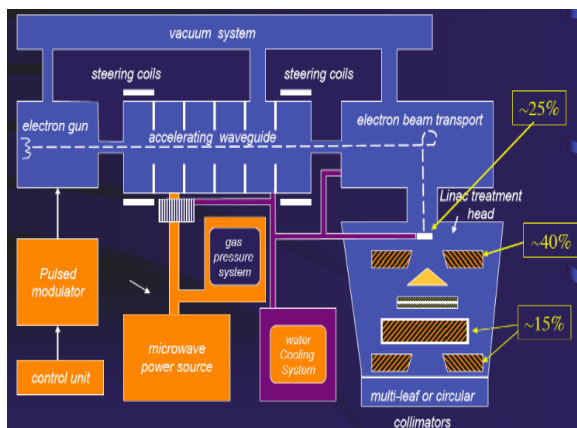 vacuum system
steering coils
steering coils
~25%
electron gun
accelerating waveguide
electron beam transport
Linac treatment
head
~40%
gas
pressure
system
Pulsed
modulator
~15%
microwave
power source
water
Cooling
System
control unit
multi-leaf or circular
collimators